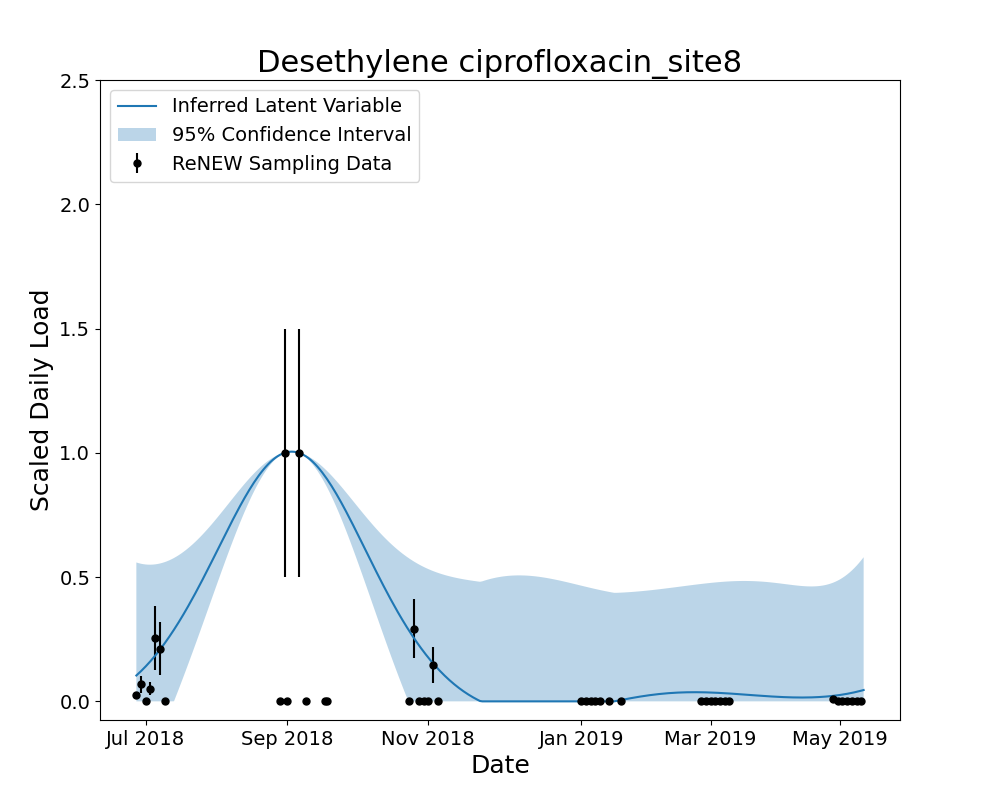 Desethylene ciprofloxacin_site8
2.5
2.0
1.5
1.0
0.5
0.0
Scaled Daily Load
Inferred Latent Variable
95% Confidence Interval
ReNEW Sampling Data
Jul 2018
Sep 2018
Nov 2018
Jan 2019
Mar 2019
May 2019
Date